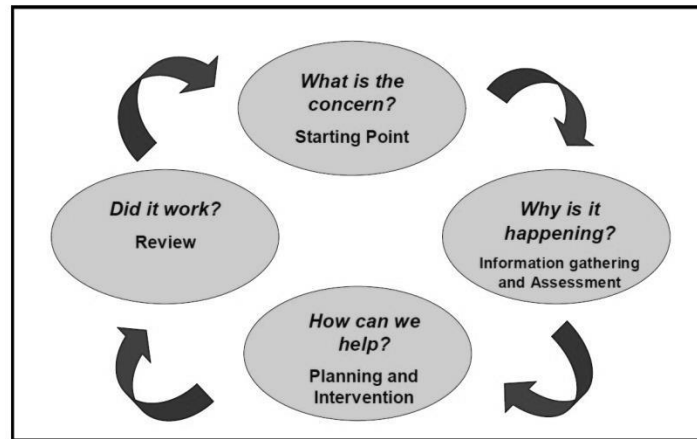 What is the
concern?
Starting Point
Why is it
happening?
Information gathering
and Assessment
How can we
help?
Planning and
Intervention
Did it work?
Review